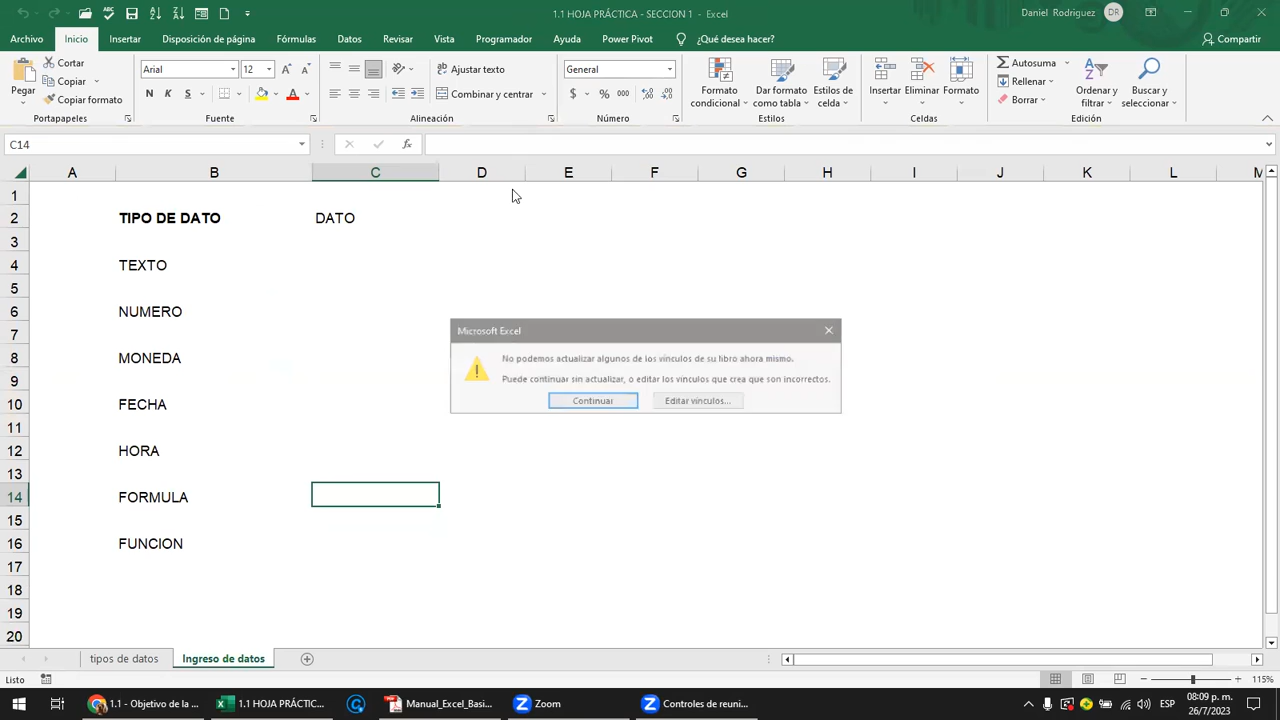 1.1 HOJA PRÁCTICA - SECCION 1 - Excel
Daniel Rodriguez DR
Archivo Inicio Insertar Disposición de página Fórmulas Datos Revisar Vista Programador Ayuda Power Pivot ¿Qué desea hacer? Compartir
Pegar
Cortar
Copiar
Copiar formato
Portapapeles
Arial 12
N K S
Fuente
Ajustar texto
Combinar y centrar
Alineación
General
$ % 000
Número
Formato condicional
Dar formato como tabla
Estilos de celda
Estilos
Insertar Eliminar Formato
Celdas
Autosuma
Rellenar
Borrar
Ordenar y filtrar
Buscar y seleccionar
Edición
C14 fx
A B C D E F G H I J K L M
1
2 TIPO DE DATO DATO
3
4 TEXTO
5
6 NUMERO
7
8 MONEDA
9
10 FECHA
11
12 HORA
13
14 FORMULA
15
16 FUNCION
17
18
19
20
Microsoft Excel
No podemos actualizar algunos de los vínculos de su libro ahora mismo.
Puede continuar sin actualizar, o editar los vínculos que crea que son incorrectos.
Continuar Editar vínculos...
tipos de datos Ingreso de datos
Listo 115%
1.1 - Objetivo de la ... 1.1 HOJA PRÁCTIC... Manual_Excel_Basi... Zoom Controles de reuni... ESP 08:09 p. m.
26/7/2023